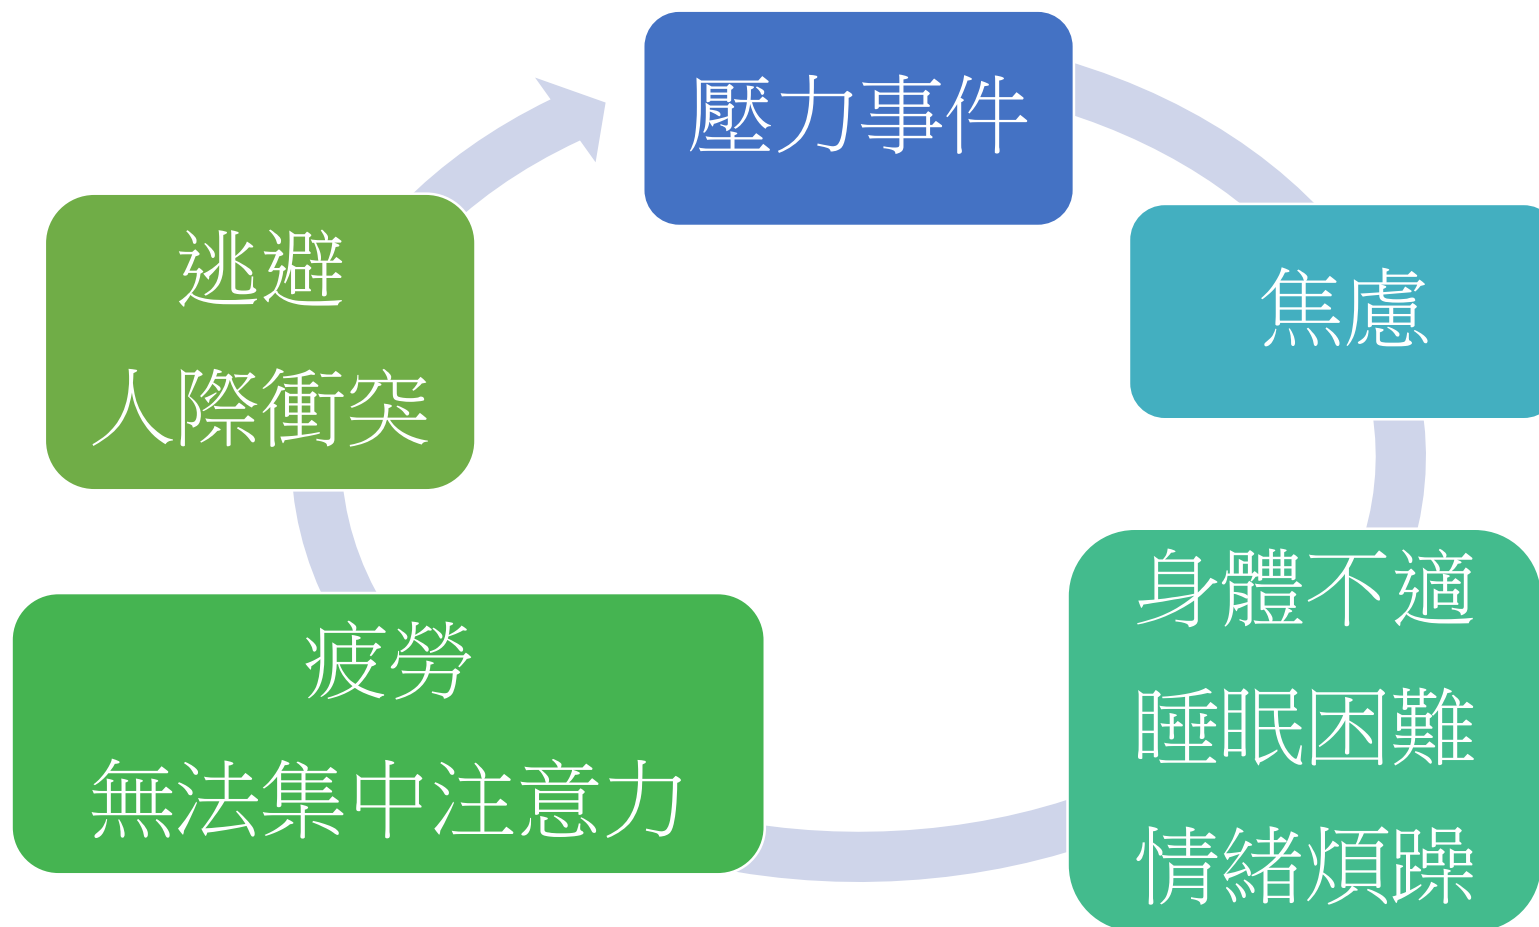 壓力事件
焦慮
身體不適
睡眠困難
情緒煩躁
疲勞
無法集中注意力
逃避
人際衝突